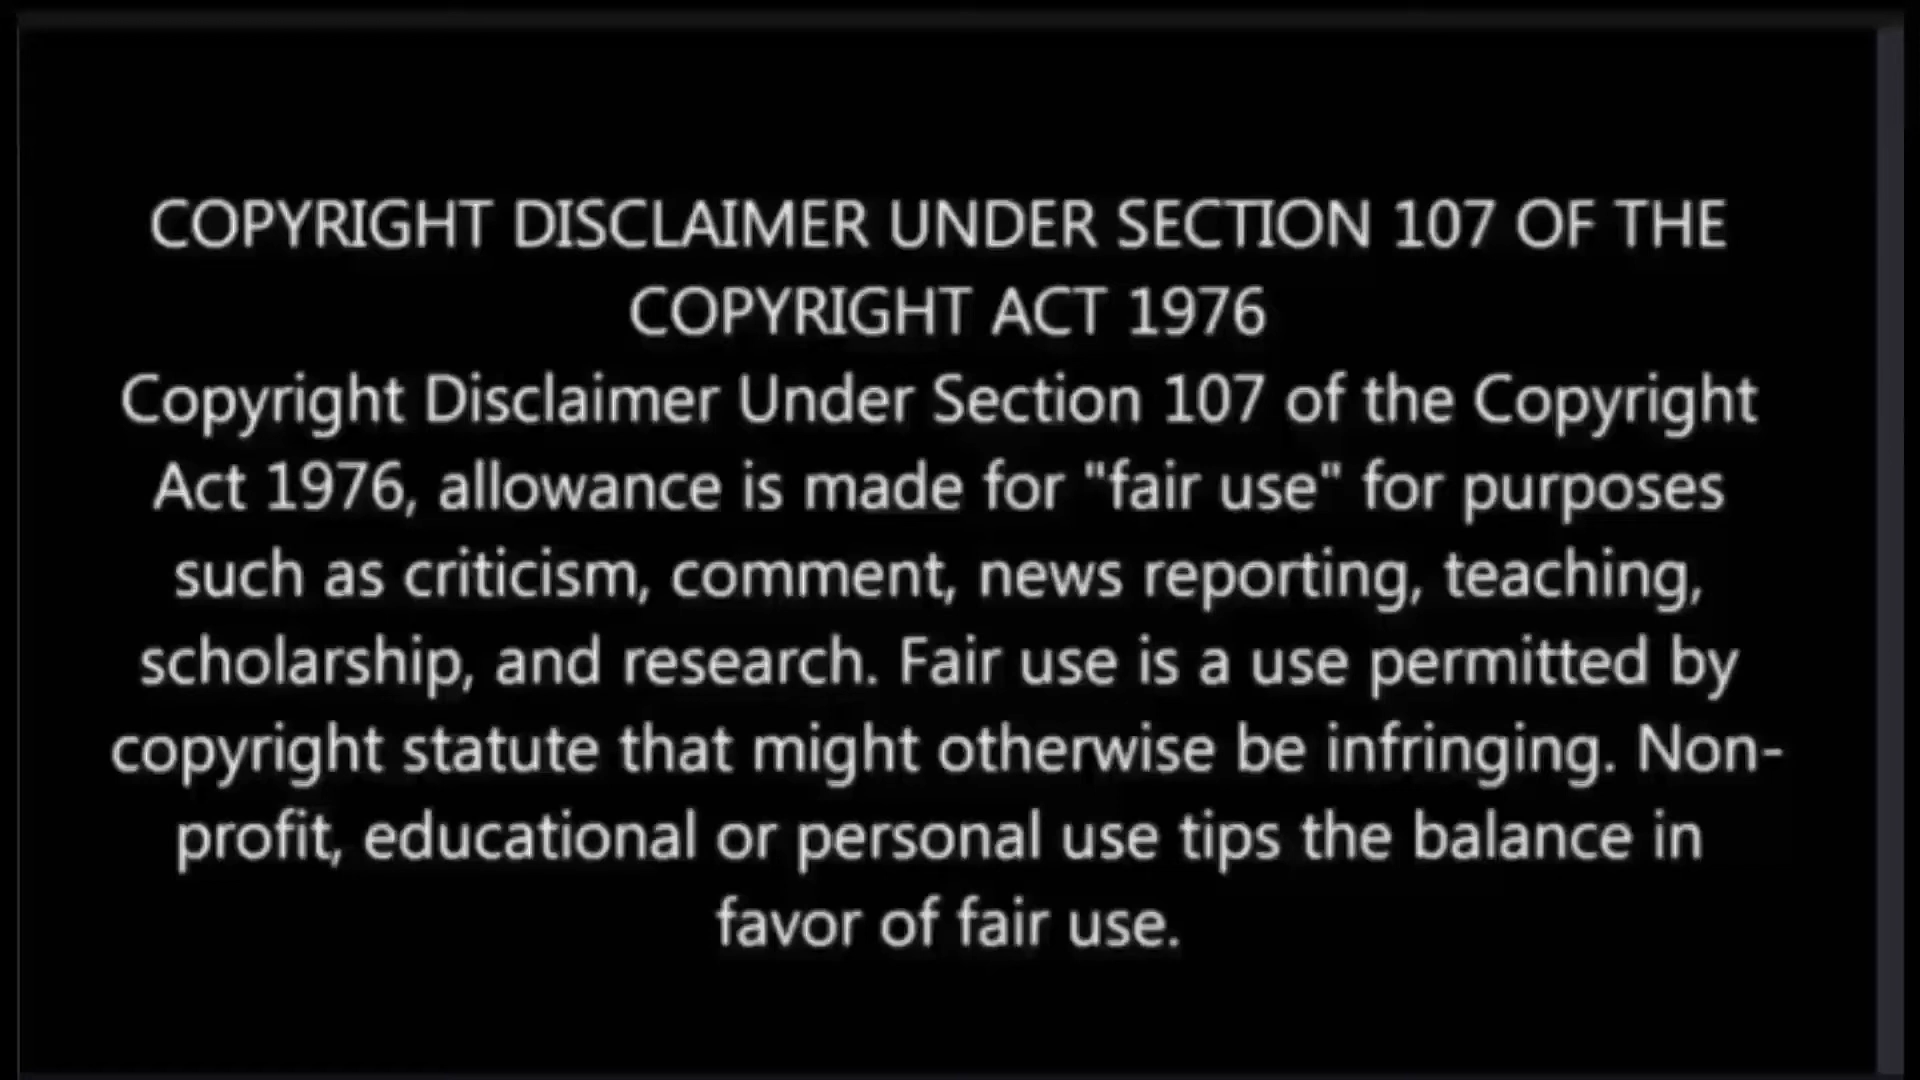 COPYRIGHT DISCLAIMER UNDER SECTION 107 OF THE
COPYRIGHT ACT 1976
Copyright Disclaimer Under Section 107 of the Copyright
Act 1976, allowance is made for "fair use" for purposes
such as criticism, comment, news reporting, teaching,
scholarship, and research. Fair use is a use permitted by
copyright statute that might otherwise be infringing. Non-
profit, educational or personal use tips the balance in
favor of fair use.